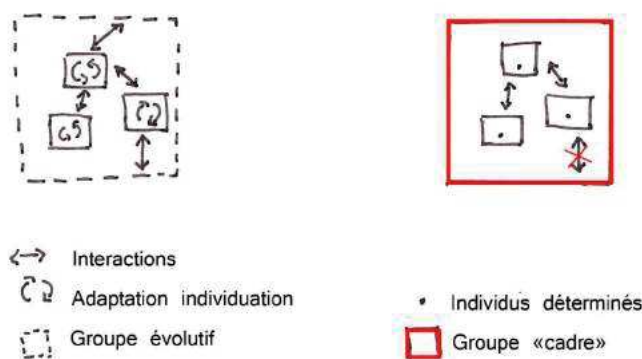 Interactions
Adaptation individuation
Groupe évolutif
Individus déterminés
Groupe «cadre»